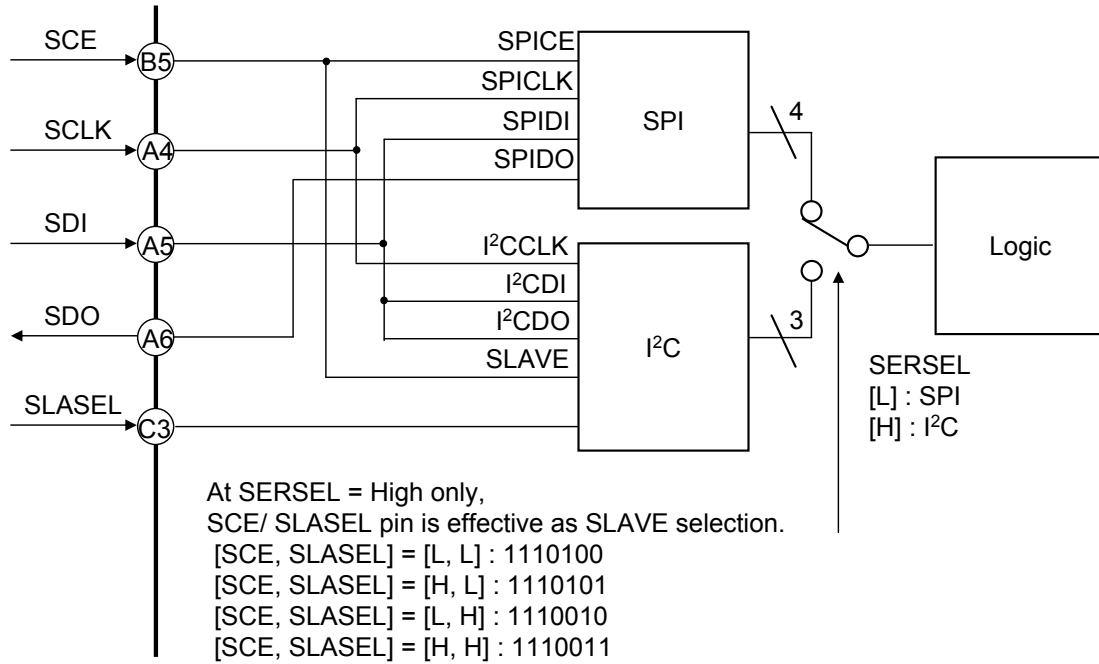 SCE
B5
SPICE
SPICLK
SCLK
A4
SPIDI
SPIDO
SPI
4
SDI
A5
I²CCLK
I²CDI
SDO
A6
I²CDO
SLAVE
I²C
3
Logic
SLASEL
C3
SERSEL
[L] : SPI
[H] : I²C
At SERSEL = High only,
SCE/ SLASEL pin is effective as SLAVE selection.
[SCE, SLASEL] = [L, L] : 1110100
[SCE, SLASEL] = [H, L] : 1110101
[SCE, SLASEL] = [L, H] : 1110010
[SCE, SLASEL] = [H, H] : 1110011